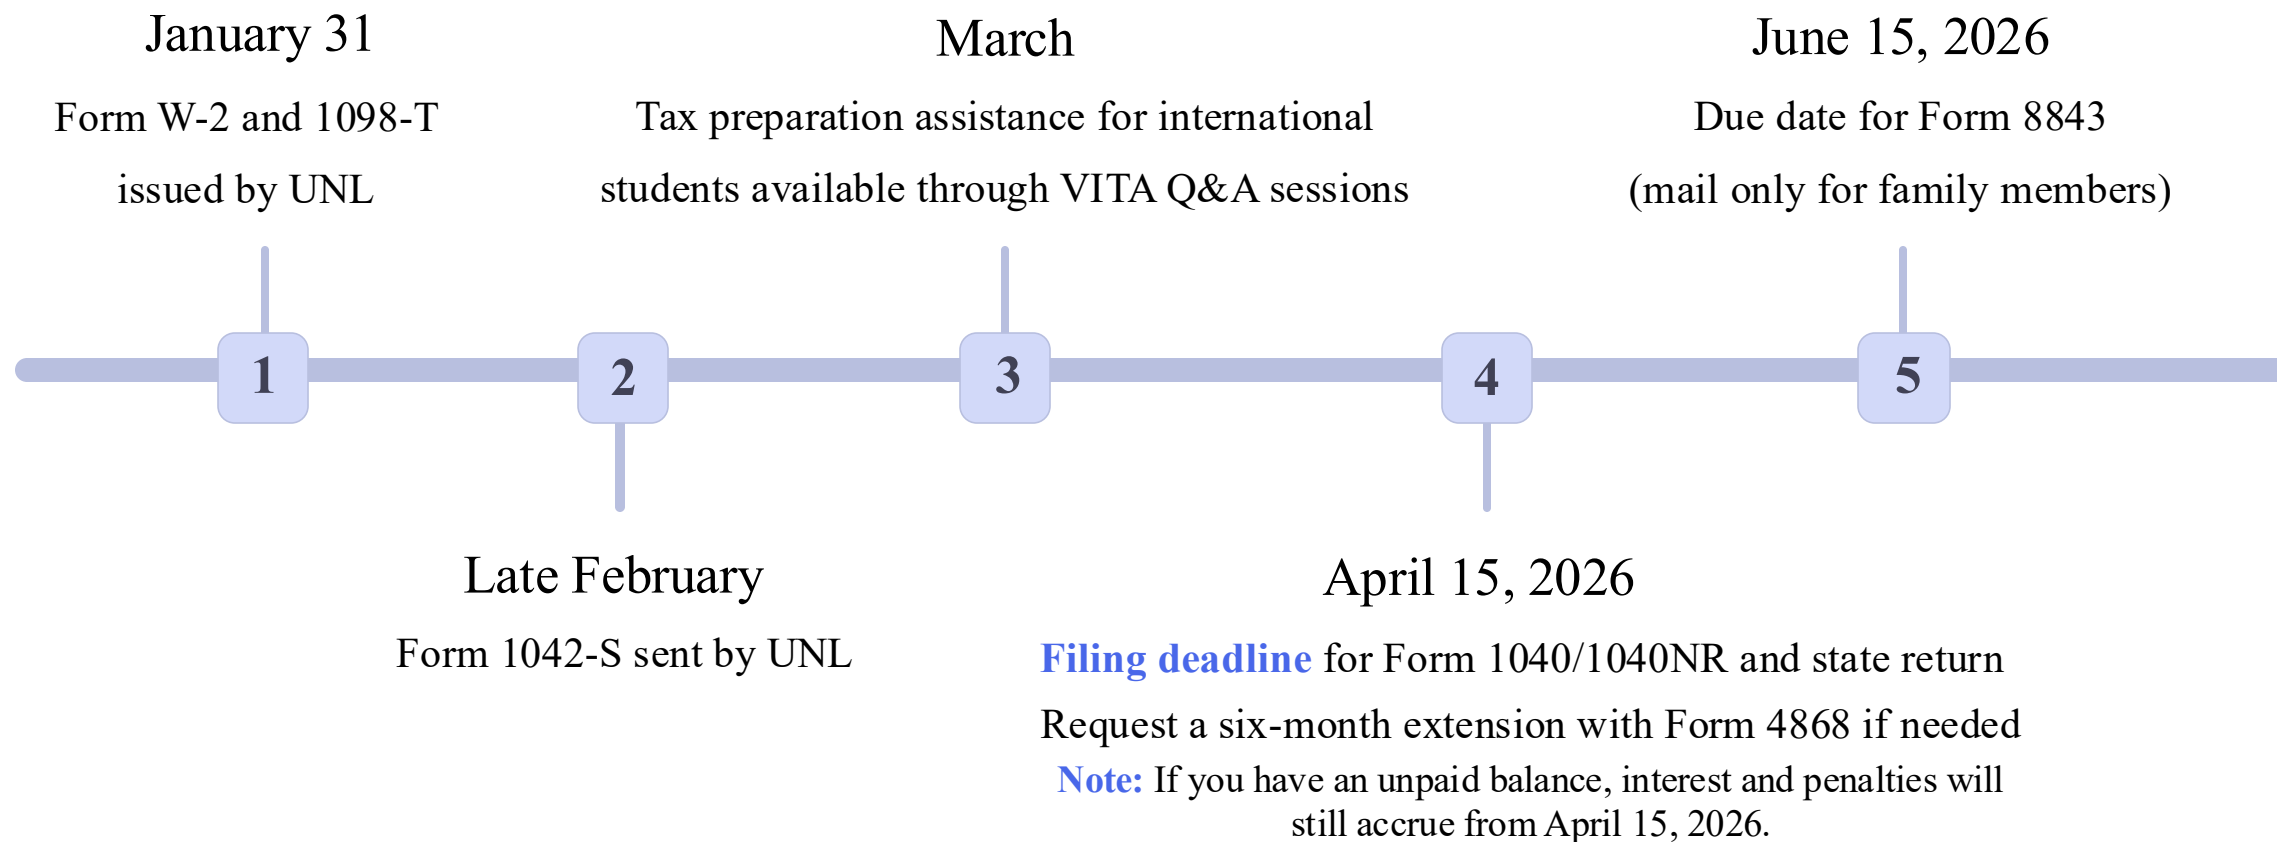 January 31
Form W-2 and 1098-T
issued by UNL
March
Tax preparation assistance for international
students available through VITA Q&A sessions
June 15, 2026
Due date for Form 8843
(mail only for family members)
1
2
3
4
5
Late February
Form 1042-S sent by UNL
April 15, 2026
Filing deadline for Form 1040/1040NR and state return
Request a six-month extension with Form 4868 if needed
Note: If you have an unpaid balance, interest and penalties will
still accrue from April 15, 2026.